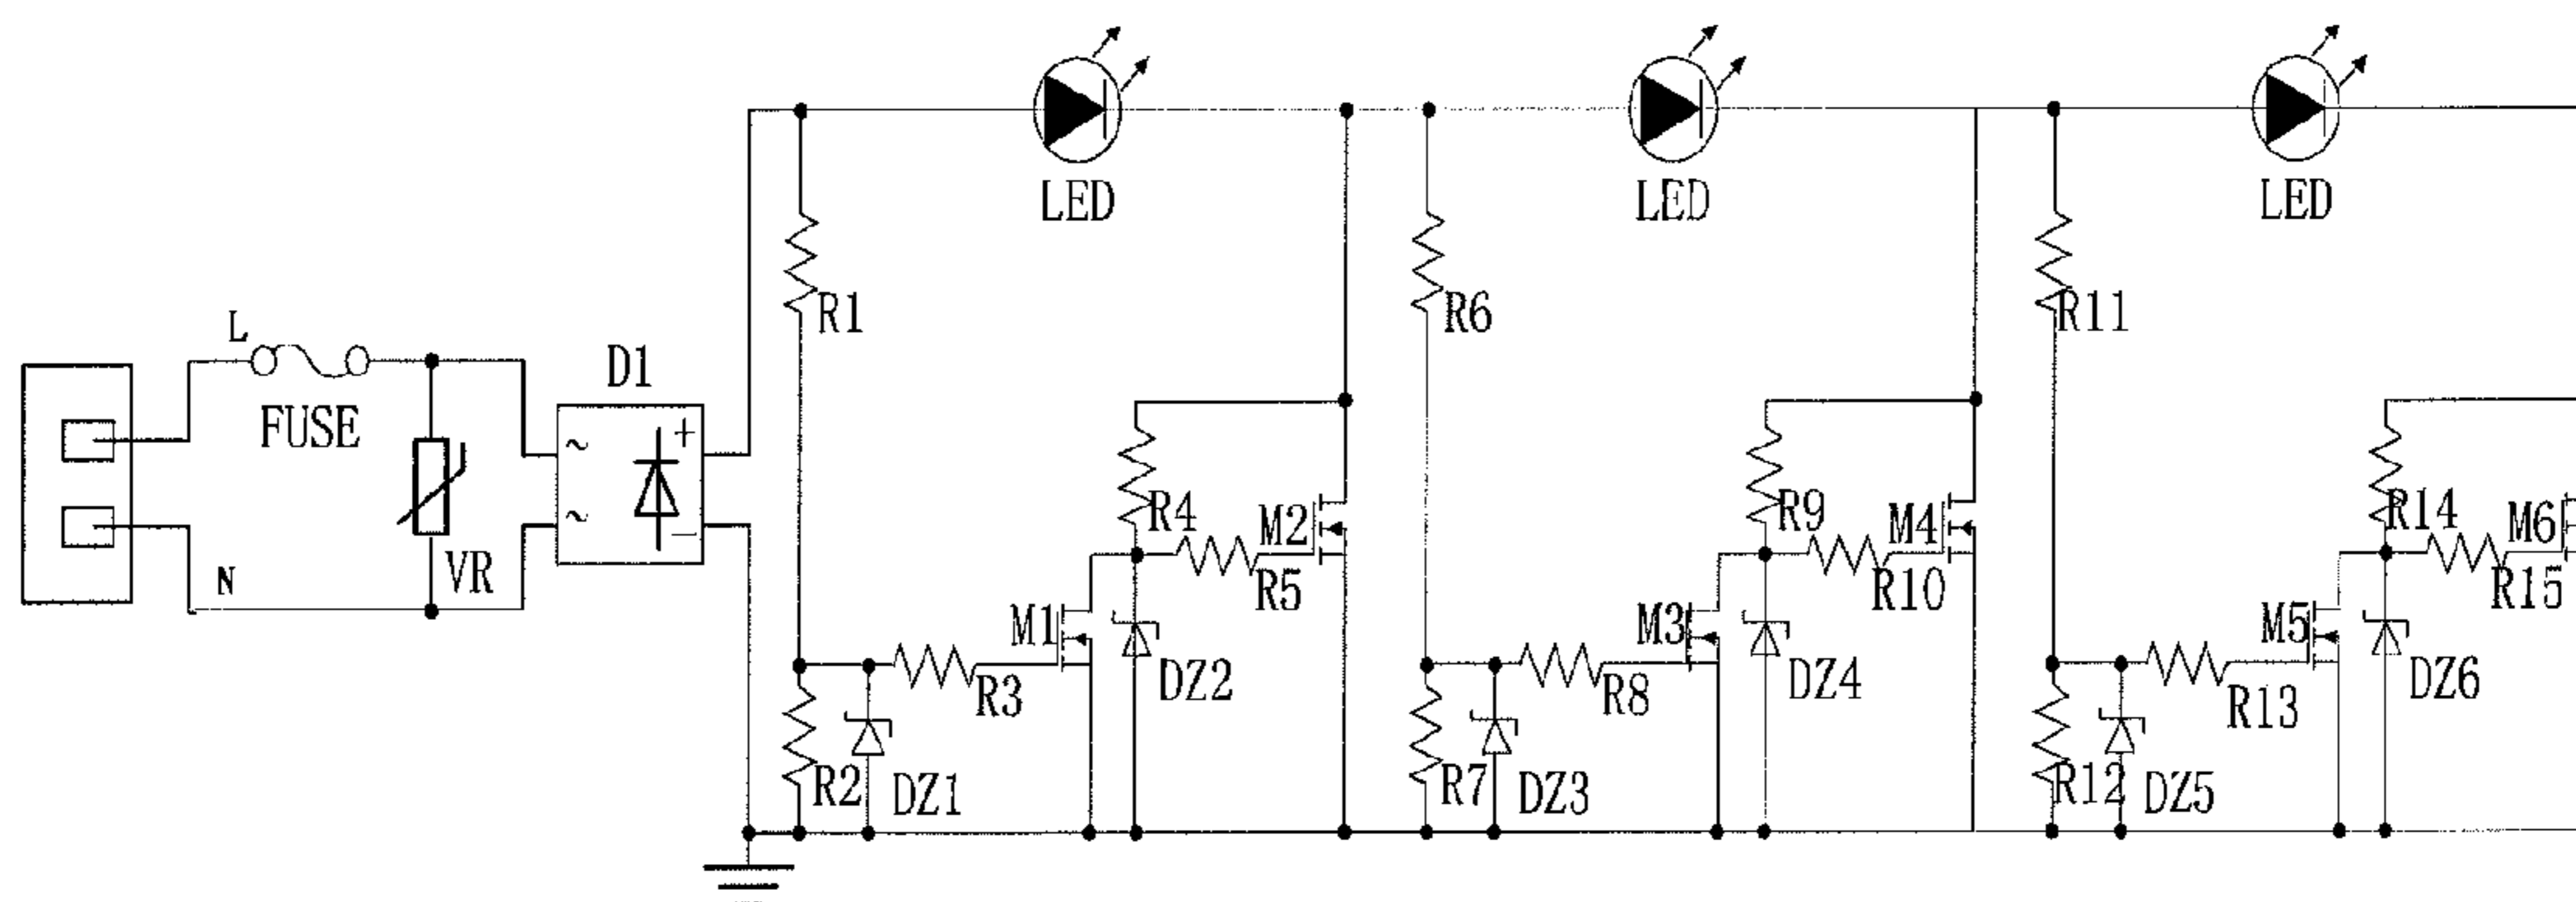 LED LED LED
R1 R6 R11
L
D1
FUSE
R4 M2 R9 M4 R14 M6
N VR R5 R10 R15
M1 M3 M5
DZ2 DZ4 DZ6
R3 R8 R13
R2 DZ1 R7 DZ3 R12 DZ5